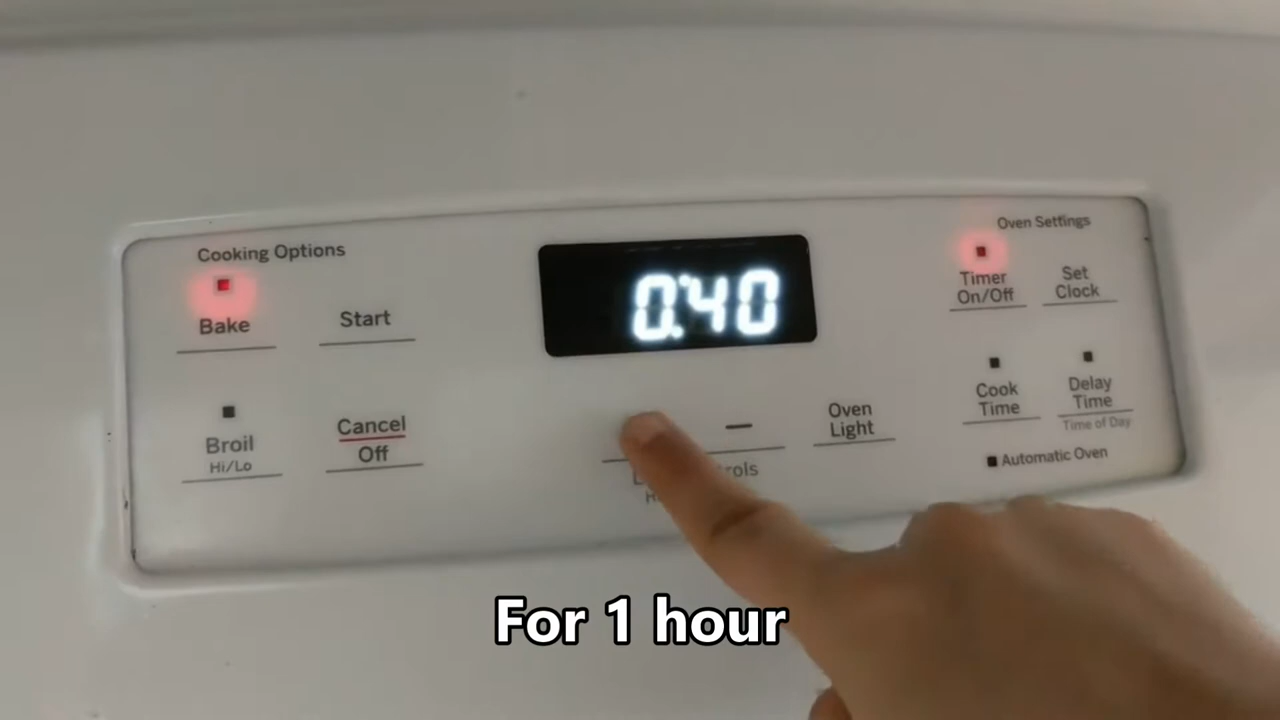 Cooking Options
Bake
Start
Broil
Hi/Lo
Cancel
Off
0:40
Oven
Light
Oven Settings
Timer
On/Off
Set
Clock
Cook
Time
Delay
Time
Time of Day
Automatic Oven
For 1 hour